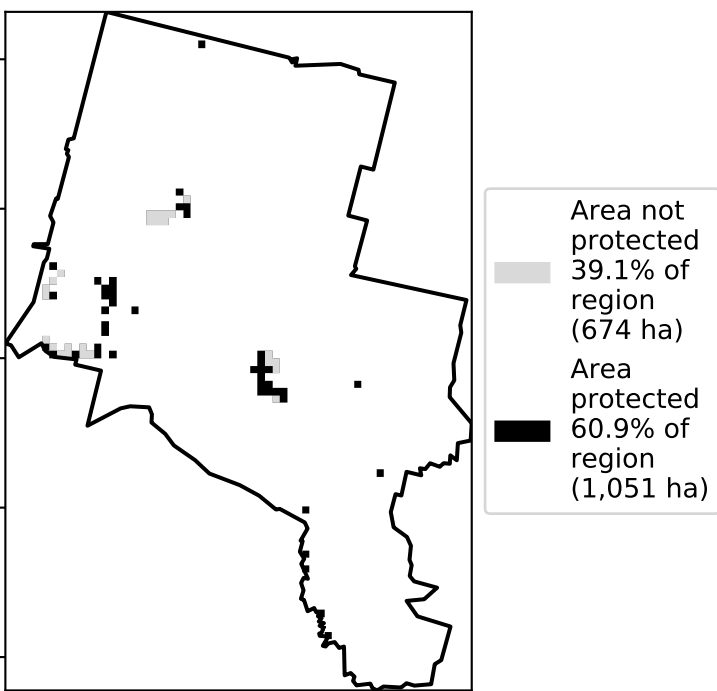 Area not
protected
39.1% of
region
(674 ha)
Area
protected
60.9% of
region
(1,051 ha)